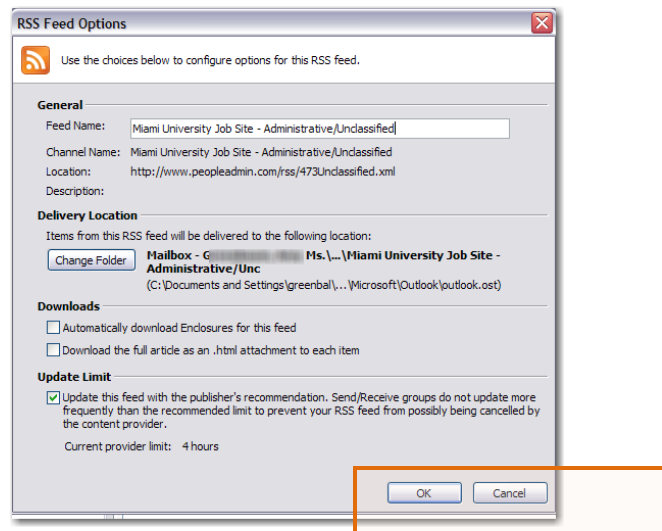 RSS Feed Options
Use the choices below to configure options for this RSS feed.
General
Feed Name: Miami University Job Site - Administrative/Unclassified
Channel Name: Miami University Job Site - Administrative/Unclassified
Location: http://www.peopleadmin.com/rss/473Unclassified.xml
Description:
Delivery Location
Items from this RSS feed will be delivered to the following location:
Change Folder Mailbox - G Ms.\...\Miami University Job Site -
Administrative/Unc
(C:\Documents and Settings\greenbal\...\Microsoft\Outlook\outlook.ost)
Downloads
Automatically download Enclosures for this feed
Download the full article as an .html attachment to each item
Update Limit
Update this feed with the publisher's recommendation. Send/Receive groups do not update more
frequently than the recommended limit to prevent your RSS feed from possibly being cancelled by
the content provider.
Current provider limit: 4 hours
OK Cancel